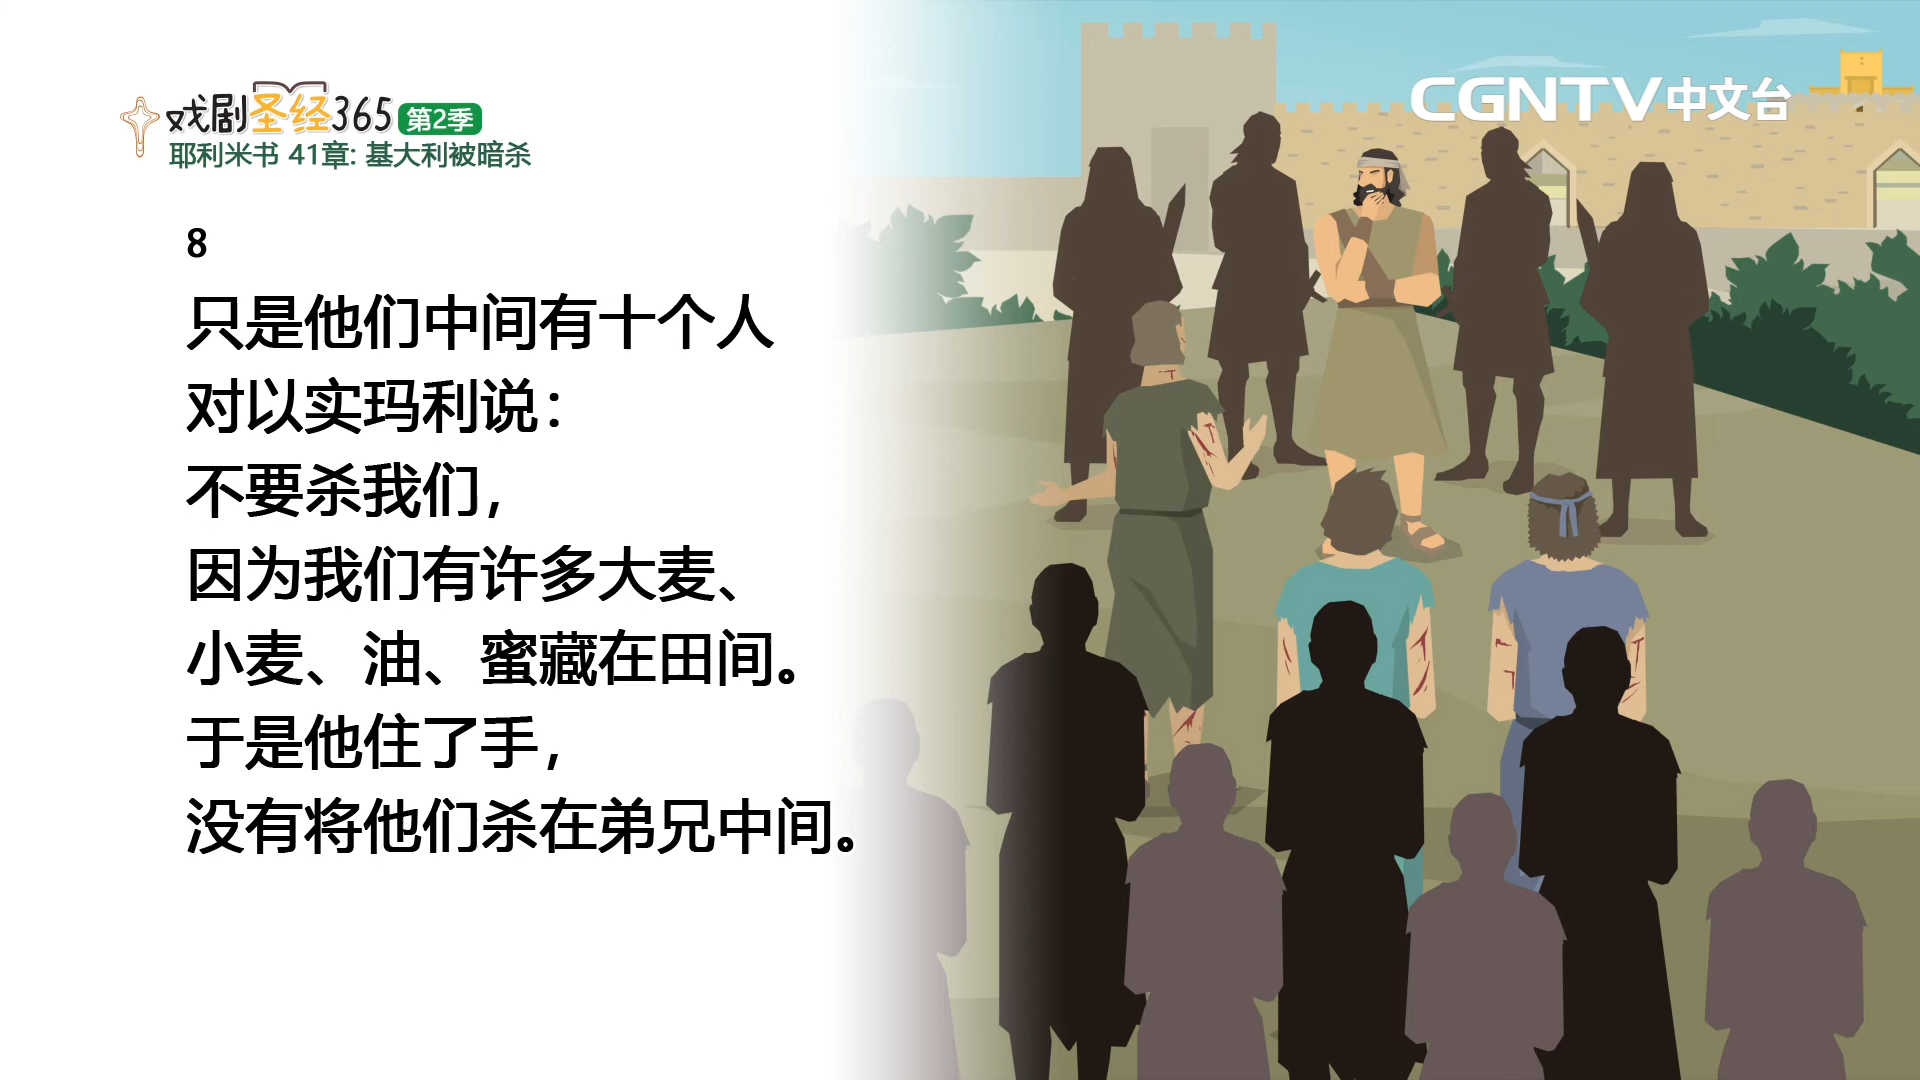 戏剧圣经365 第2季
耶利米书 41章: 基大利被暗杀
CGNTV中文台
8
只是他们中间有十个人
对以实玛利说：
不要杀我们，
因为我们有许多大麦、
小麦、油、蜜藏在田间。
于是他住了手，
没有将他们杀在弟兄中间。